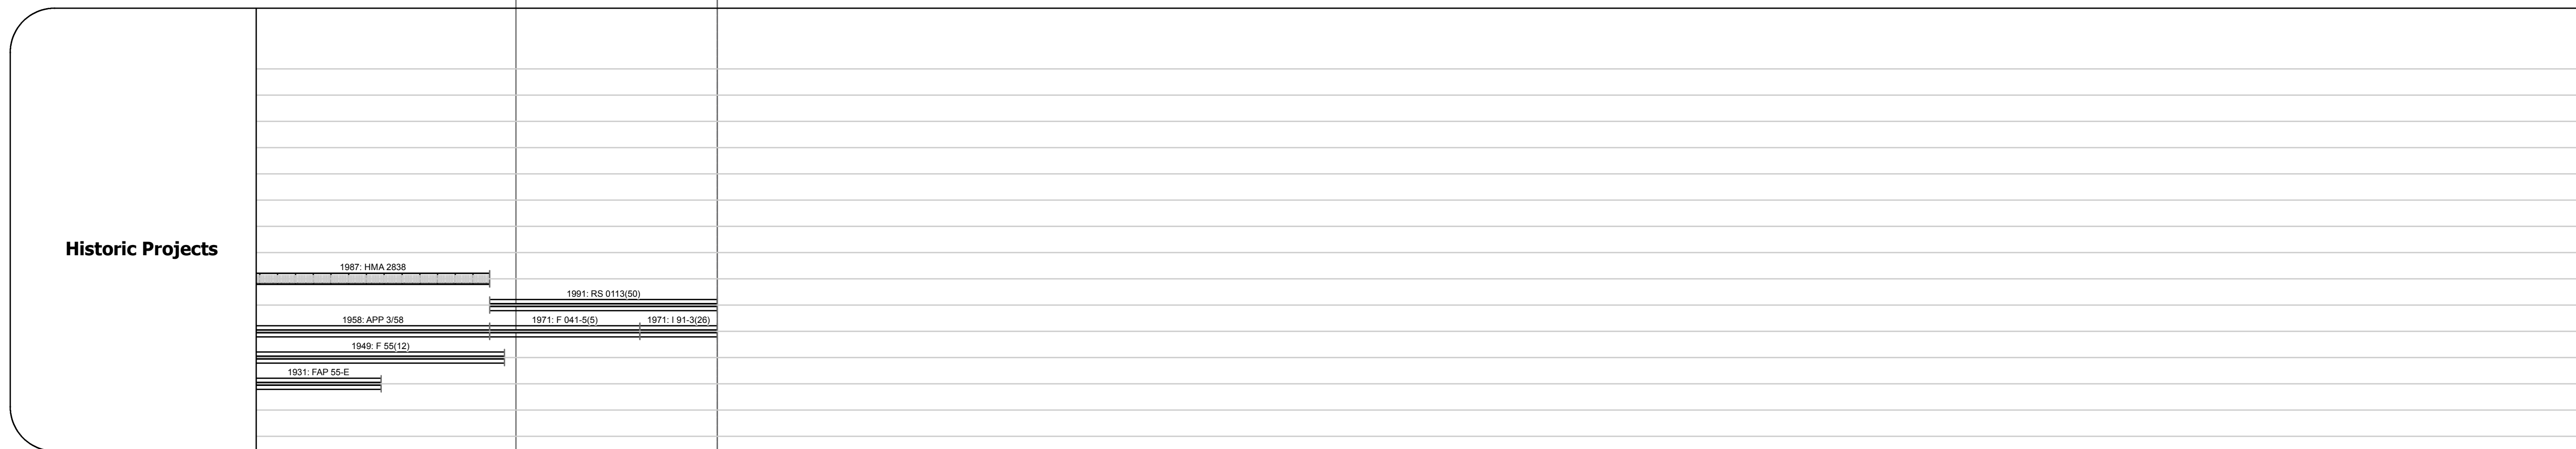 Historic Projects
1987: HMA 2838
1991: RS 0113(50)
1958: APP 3/58 1971: F 041-5(5) 1971: I 91-3(26)
1949: F 55(12)
1931: FAP 55-E